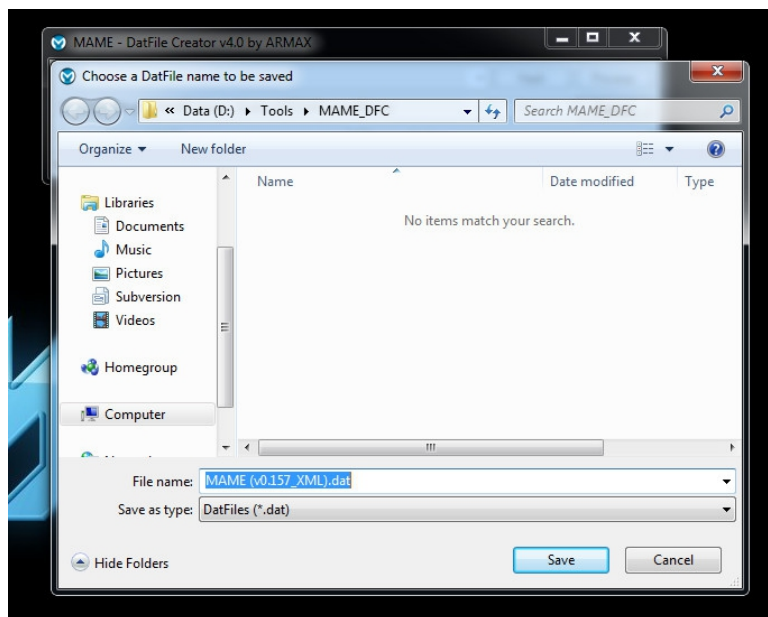 MAME - DatFile Creator v4.0 by ARMAX
Choose a DatFile name to be saved
« Data (D:) Tools MAME_DFC
Search MAME_DFC
Organize New folder
Name Date modified Type
Libraries
No items match your search.
Documents
Music
Pictures
Subversion
Videos
Homegroup
Computer
File name: MAME (v0.157_XML).dat
Save as type: DatFiles (*.dat)
Hide Folders
Save Cancel